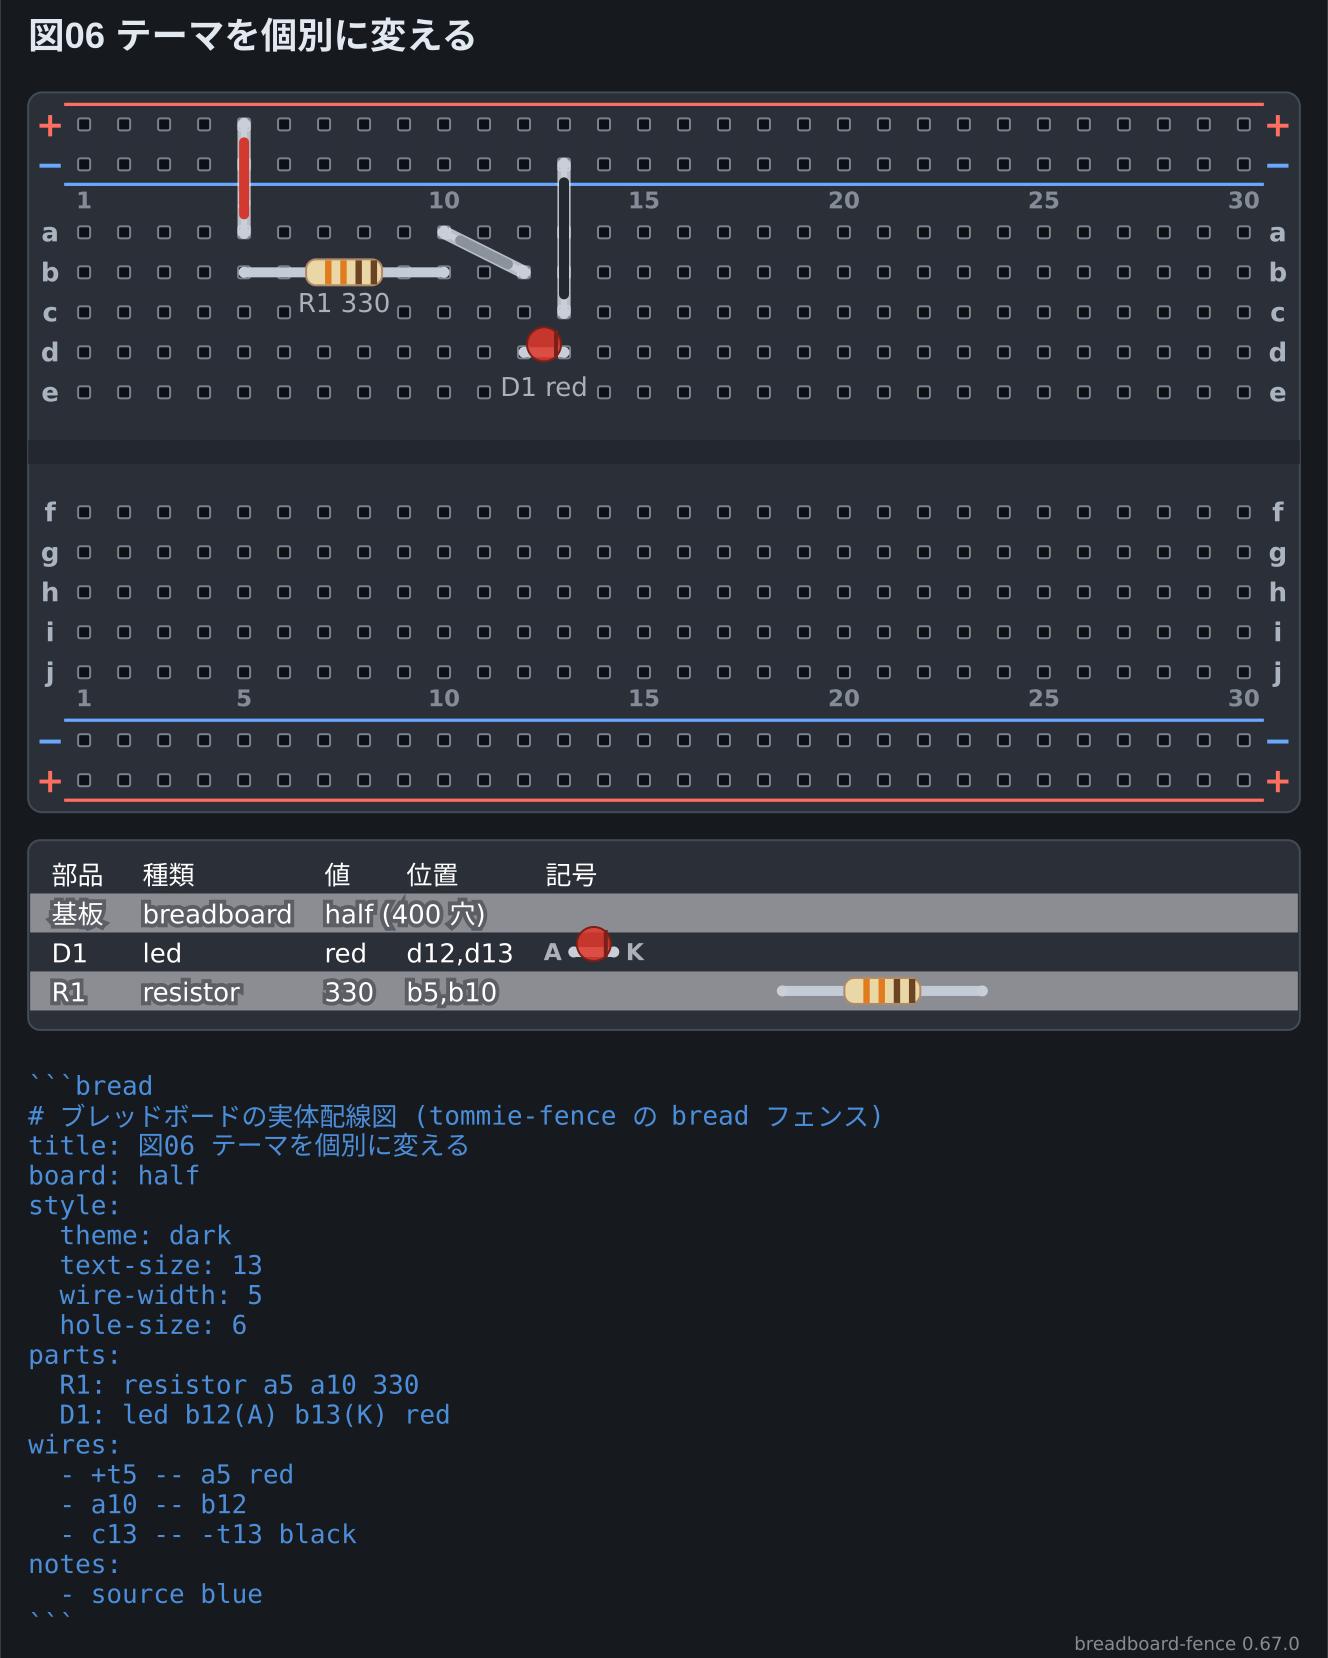 図06 テーマを個別に変える
+ +
− −
1 10 15 20 25 30
a a
b b
R1 330
c c
d d
D1 red
e e
f f
g g
h h
i i
j j
1 5 10 15 20 25 30
− −
+ +
部品 種類 値 位置 記号
基板 breadboard half (400 穴)
D1 led red d12,d13 A K
R1 resistor 330 b5,b10
```bread
# ブレッドボードの実体配線図 (tommie-fence の bread フェンス)
title: 図06 テーマを個別に変える
board: half
style:
  theme: dark
  text-size: 13
  wire-width: 5
  hole-size: 6
parts:
  R1: resistor a5 a10 330
  D1: led b12(A) b13(K) red
wires:
  - +t5 -- a5 red
  - a10 -- b12
  - c13 -- -t13 black
notes:
  - source blue
```
breadboard-fence 0.67.0